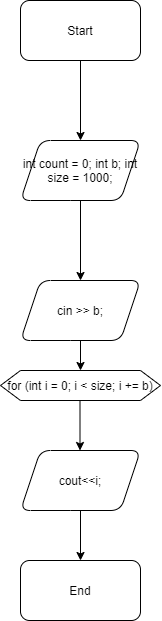 Start
int count = 0; int b; int
size = 1000;
cin >> b;
for (int i = 0; i < size; i += b)
cout<<i;
End